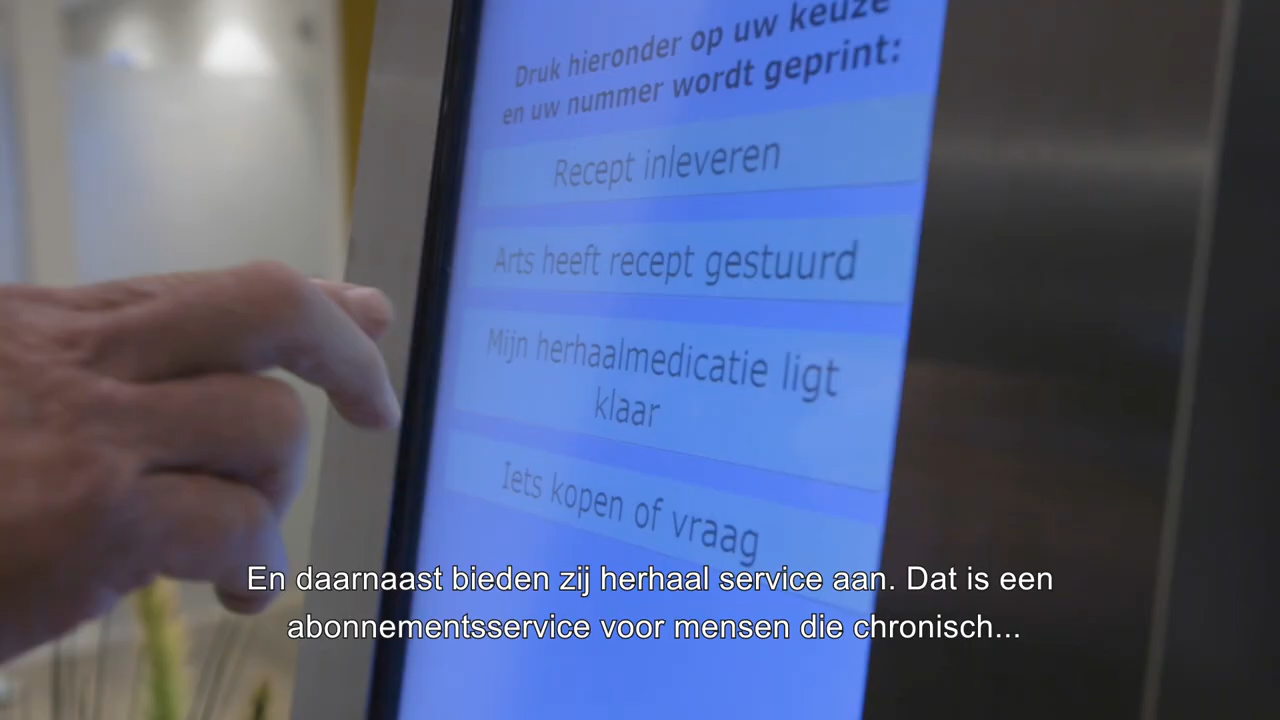 Druk hieronder op uw keuze
en uw nummer wordt geprint:
Recept inleveren
Arts heeft recept gestuurd
Mijn herhaalmedicatie ligt
klaar
Iets kopen of vraag
En daarnaast bieden zij herhaal service aan. Dat is een
abonnementsservice voor mensen die chronisch...